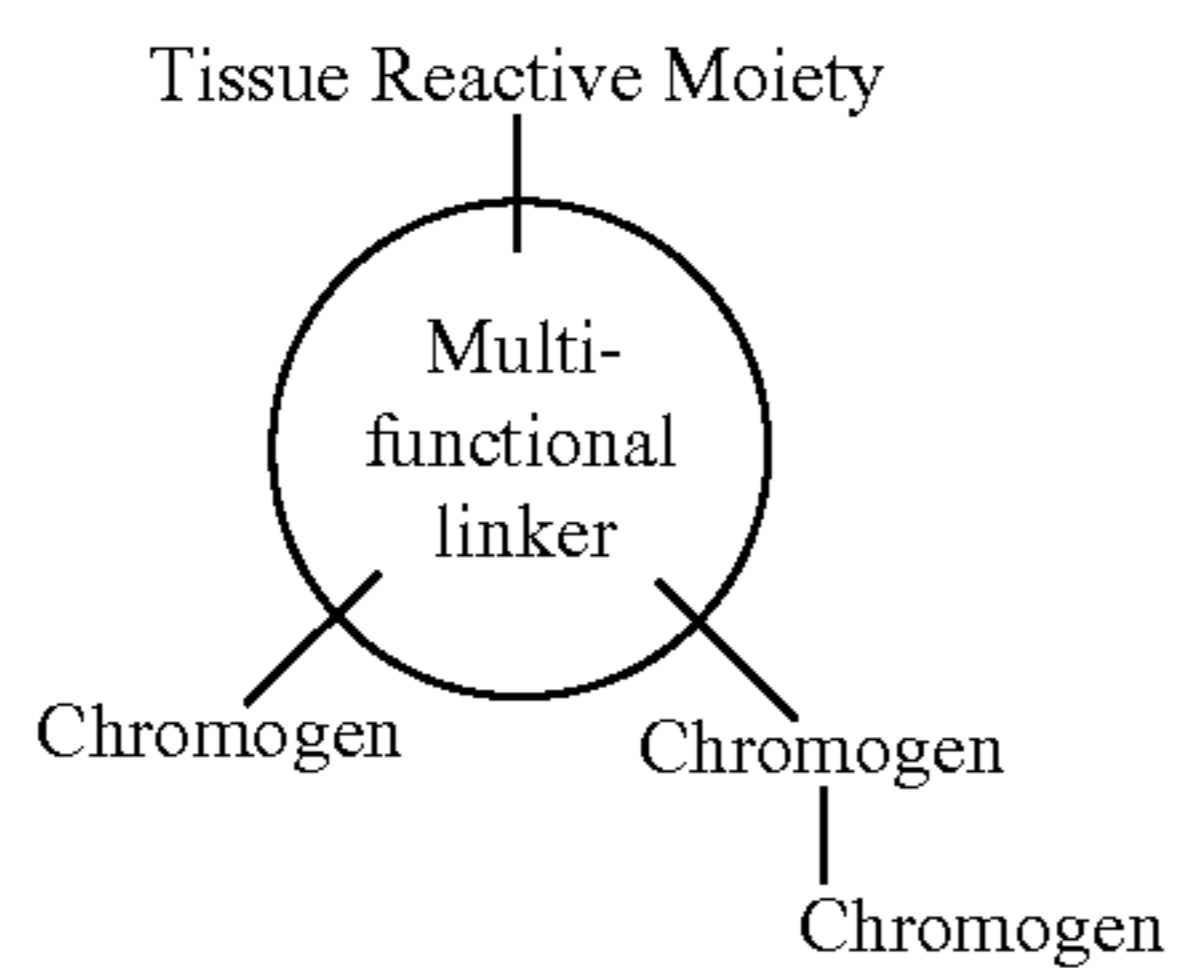 Tissue Reactive Moiety
Multi-
functional
linker
Chromogen
Chromogen
Chromogen